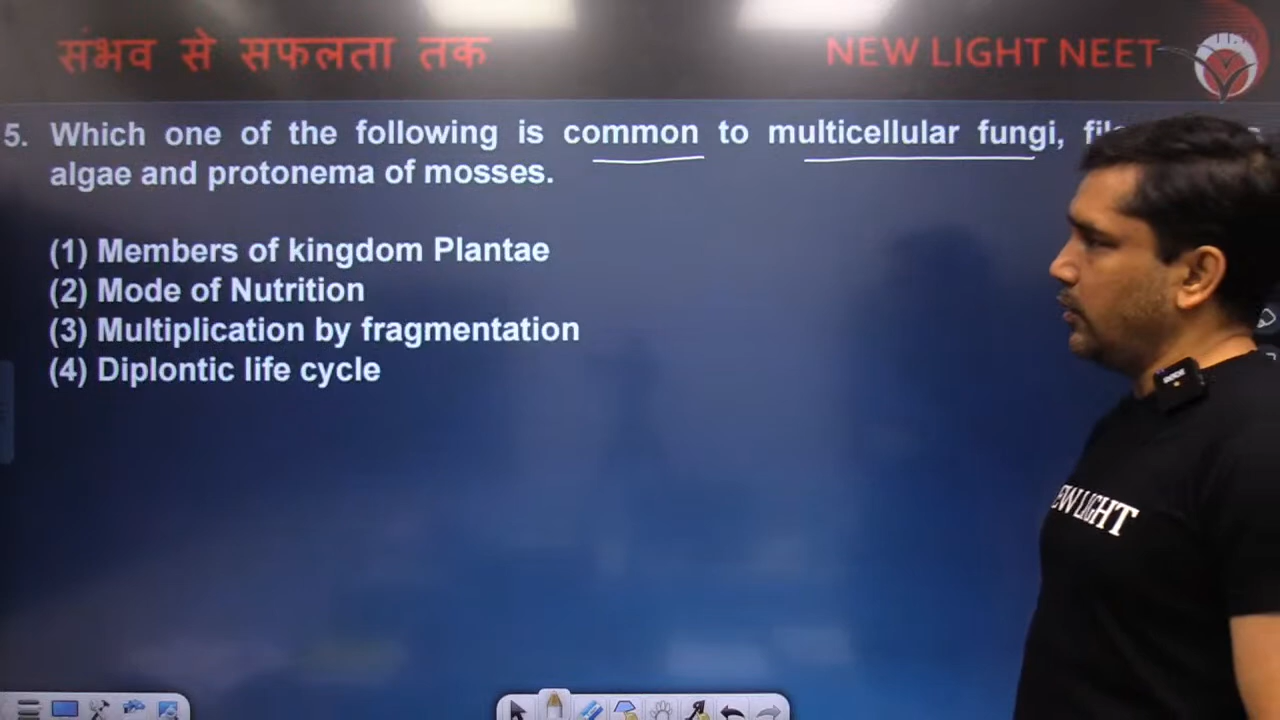 संभव से सफलता तक
NEW LIGHT NEET
5. Which one of the following is common to multicellular fungi,
algae and protonema of mosses.
(1) Members of kingdom Plantae
(2) Mode of Nutrition
(3) Multiplication by fragmentation
(4) Diplontic life cycle
EW LIGHT